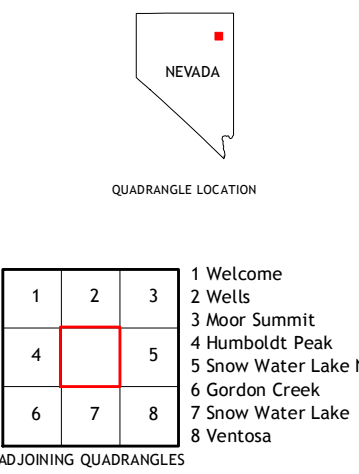 NEVADA
QUADRANGLE LOCATION
1 2 3
4 5
6 7 8
1 Welcome
2 Wells
3 Moor Summit
4 Humboldt Peak
5 Snow Water Lake
6 Gordon Creek
7 Snow Water Lake
8 Ventosa
ADJOINING QUADRANGLES